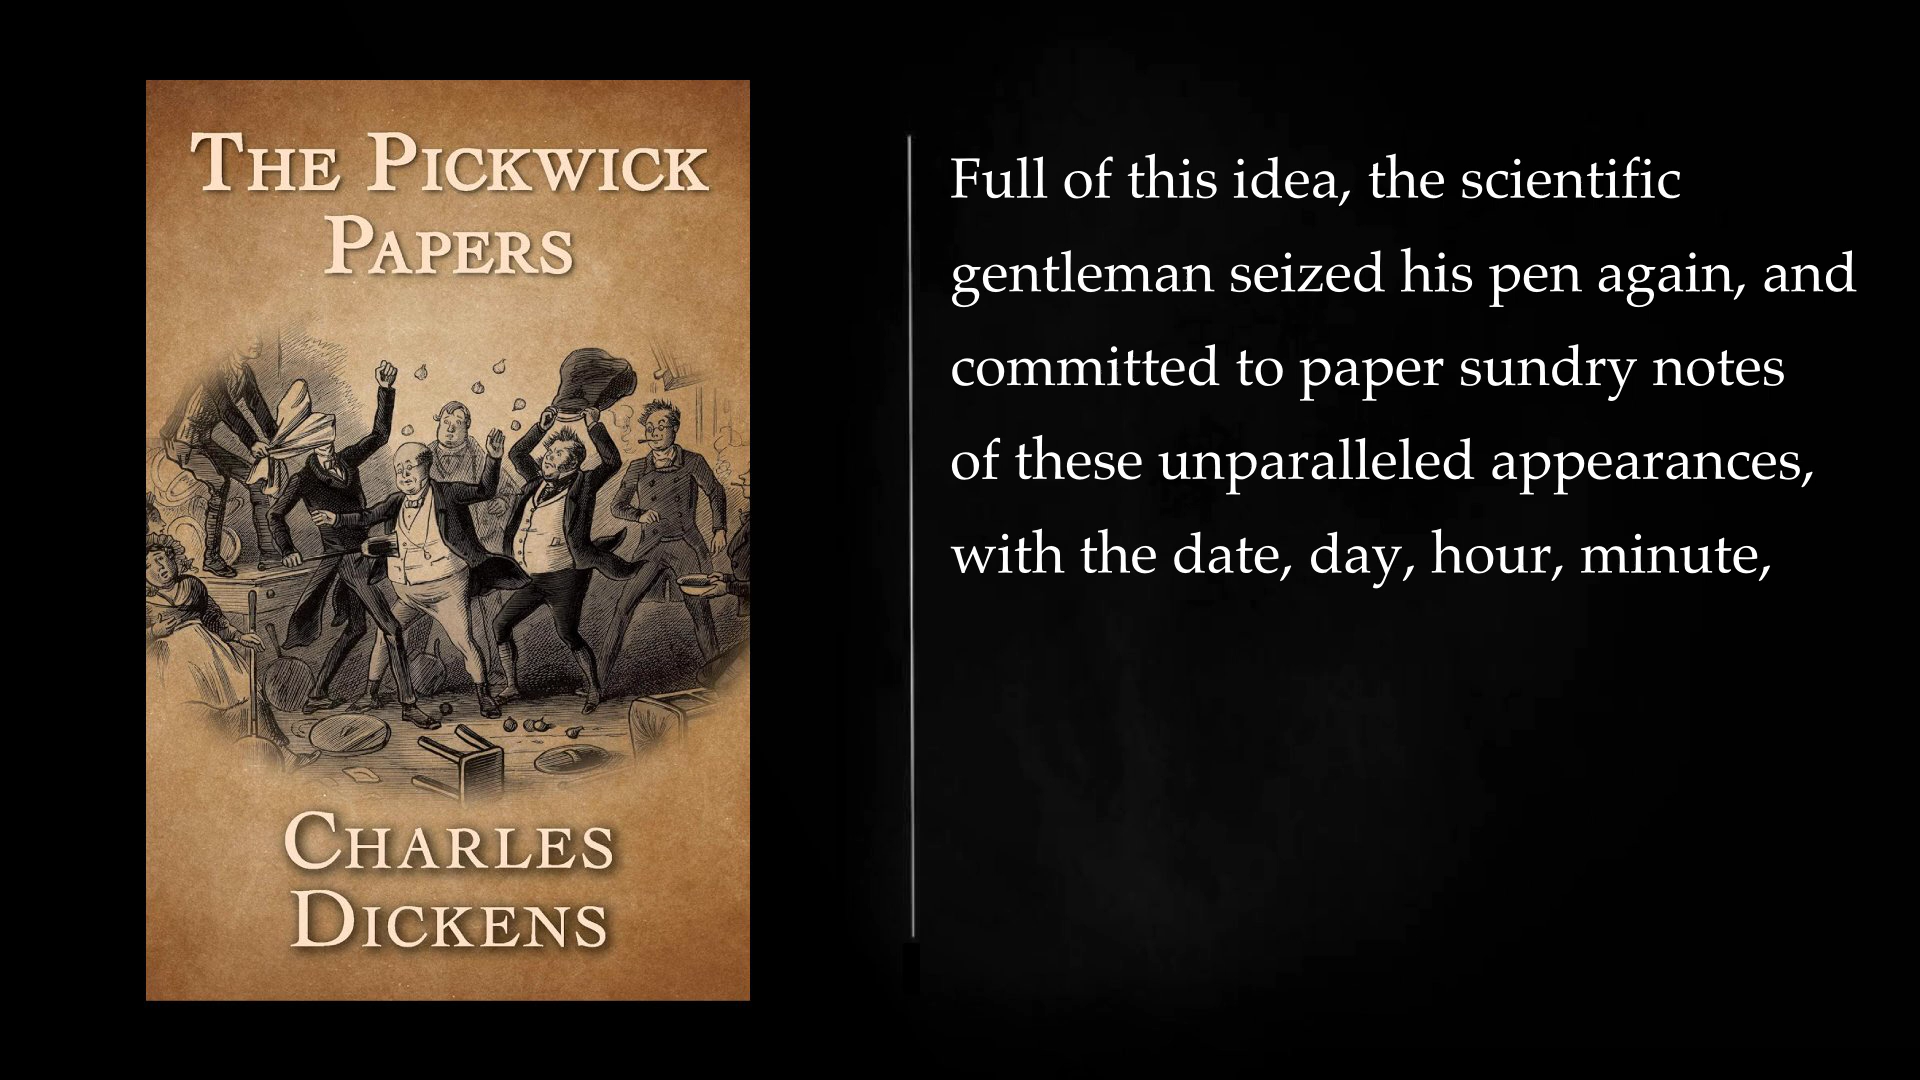 The Pickwick
Papers
Charles
Dickens
Full of this idea, the scientific
gentleman seized his pen again, and
committed to paper sundry notes
of these unparalleled appearances,
with the date, day, hour, minute,